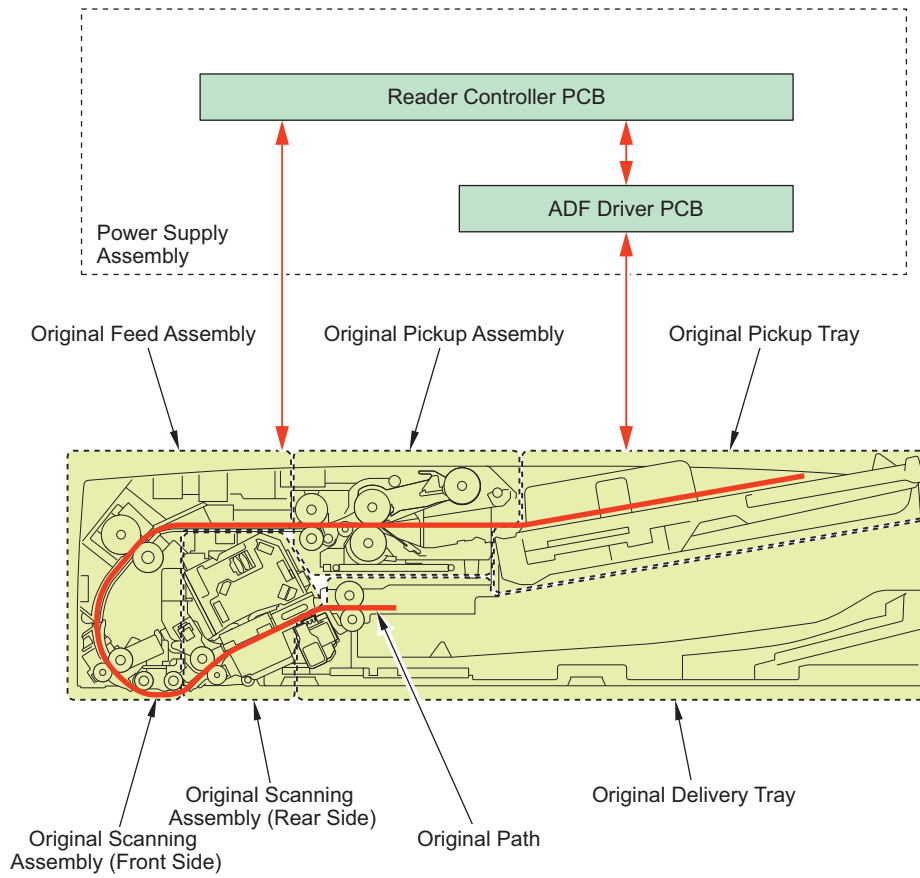 Reader Controller PCB
ADF Driver PCB
Power Supply
Assembly
Original Feed Assembly
Original Pickup Assembly
Original Pickup Tray
Original Scanning
Assembly (Rear Side)
Original Delivery Tray
Original Scanning
Assembly (Front Side)
Original Path